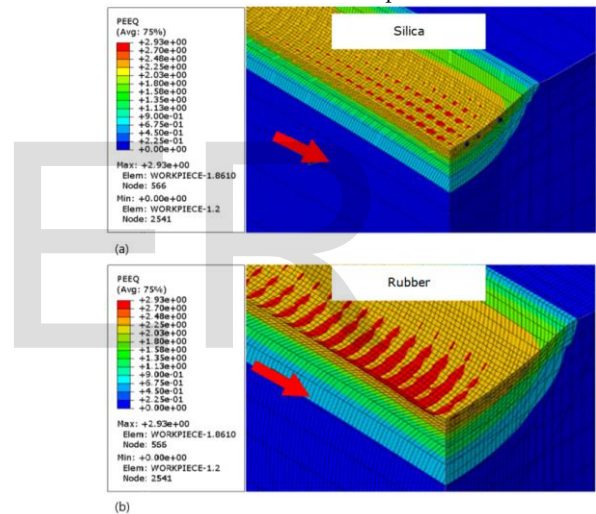 PEEQ
(Avg: 75%)
+2.93e+00
+2.70e+00
+2.48e+00
+2.25e+00
+2.03e+00
+1.80e+00
+1.58e+00
+1.35e+00
+1.13e+00
+9.00e-01
+6.75e-01
+4.50e-01
+2.25e-01
+0.00e+00
Max: +2.93e+00
Elem: WORKPIECE-1.8610
Node: 566
Min: +0.00e+00
Elem: WORKPIECE-1.2
Node: 2541
Silica
(a)
PEEQ
(Avg: 75%)
+2.93e+00
+2.70e+00
+2.48e+00
+2.25e+00
+2.03e+00
+1.80e+00
+1.58e+00
+1.35e+00
+1.13e+00
+9.00e-01
+6.75e-01
+4.50e-01
+2.25e-01
+0.00e+00
Max: +2.93e+00
Elem: WORKPIECE-1.8610
Node: 566
Min: +0.00e+00
Elem: WORKPIECE-1.2
Node: 2541
Rubber
(b)
ER